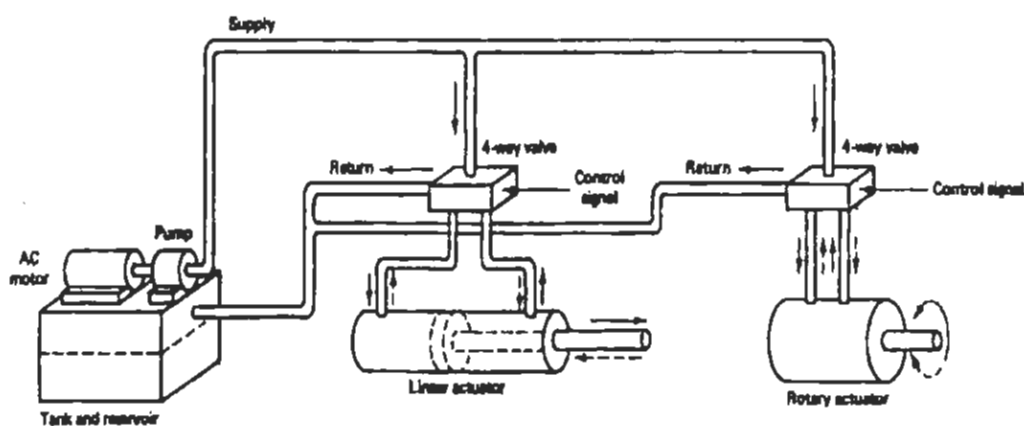 Supply
4-way valve
4-way valve
Return
Return
Control
signal
Control signal
Pump
AC
motor
Linear actuator
Rotary actuator
Tank and reservoir